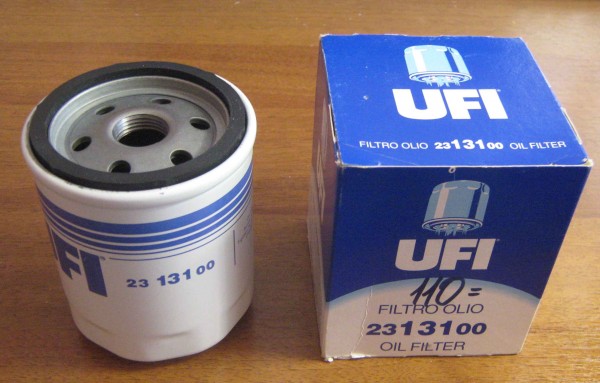 UFI
FILTRO OLIO 23 131 00 OIL FILTER
UFI
110=
FILTRO OLIO
23 131 00
OIL FILTER
UFI
23 131 00